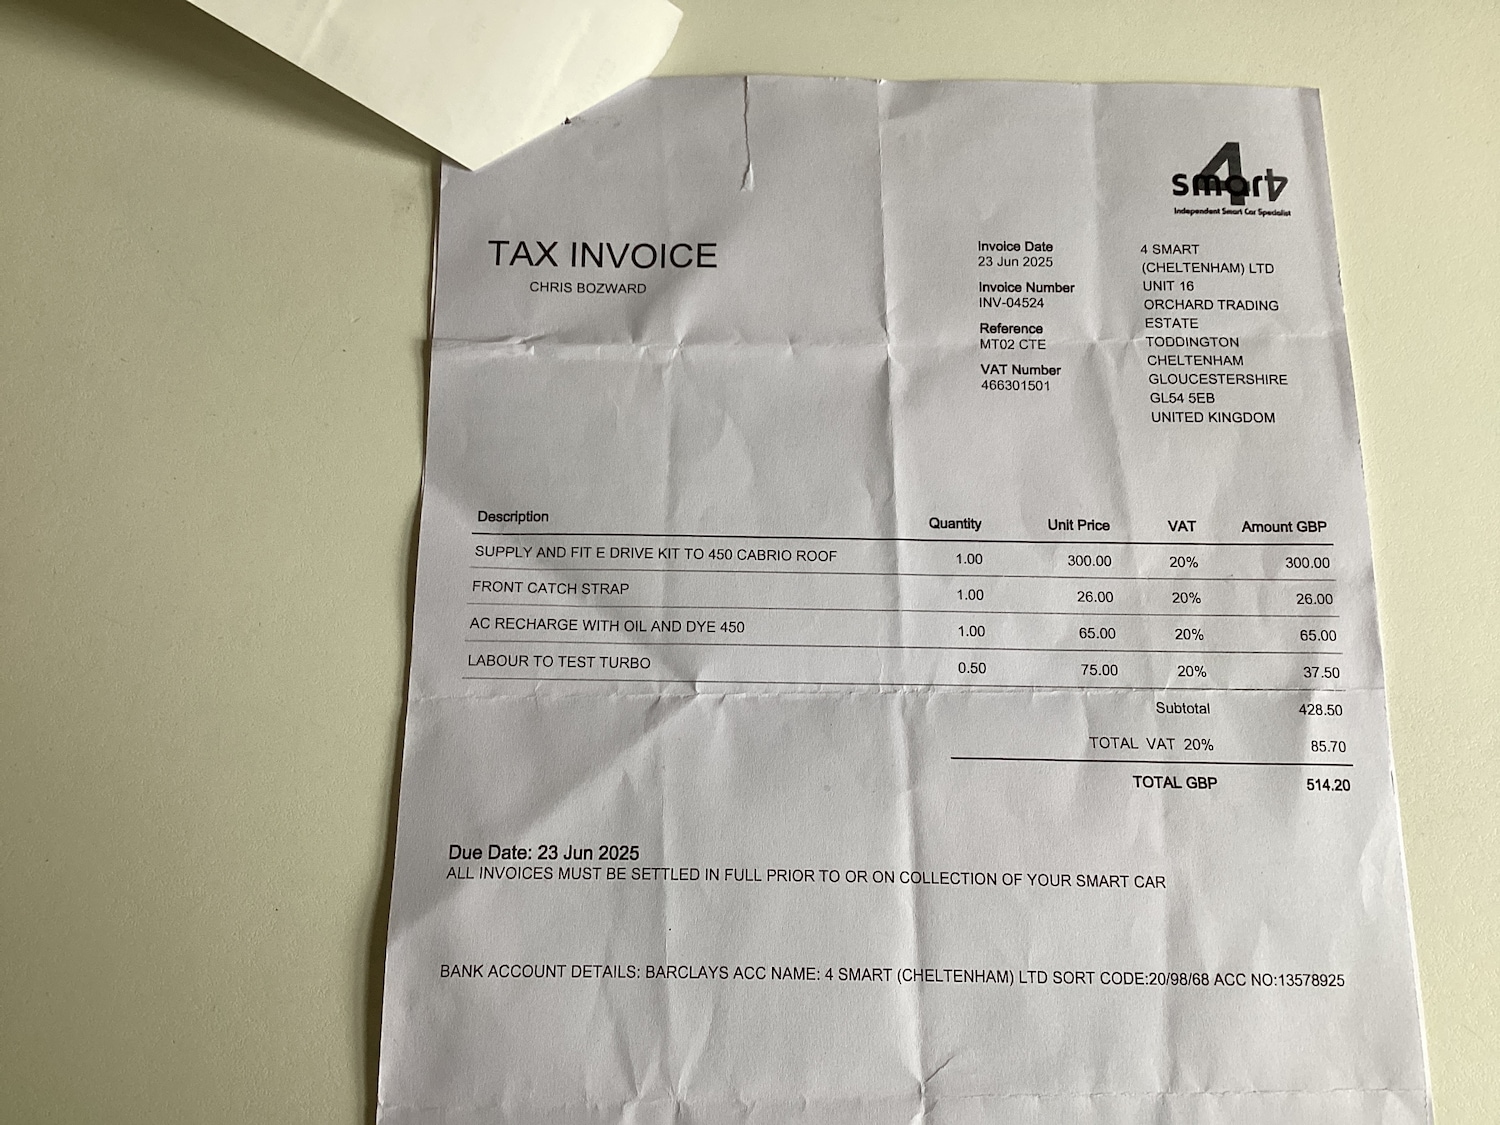 4
smart
Independent Smart Car Specialist
TAX INVOICE
CHRIS BOZWARD
Invoice Date
23 Jun 2025
Invoice Number
INV-04524
Reference
MT02 CTE
VAT Number
466301501
4 SMART
(CHELTENHAM) LTD
UNIT 16
ORCHARD TRADING
ESTATE
TODDINGTON
CHELTENHAM
GLOUCESTERSHIRE
GL54 5EB
UNITED KINGDOM
Description Quantity Unit Price VAT Amount GBP
SUPPLY AND FIT E DRIVE KIT TO 450 CABRIO ROOF 1.00 300.00 20% 300.00
FRONT CATCH STRAP 1.00 26.00 20% 26.00
AC RECHARGE WITH OIL AND DYE 450 1.00 65.00 20% 65.00
LABOUR TO TEST TURBO 0.50 75.00 20% 37.50
Subtotal 428.50
TOTAL VAT 20% 85.70
TOTAL GBP 514.20
Due Date: 23 Jun 2025
ALL INVOICES MUST BE SETTLED IN FULL PRIOR TO OR ON COLLECTION OF YOUR SMART CAR
BANK ACCOUNT DETAILS: BARCLAYS ACC NAME: 4 SMART (CHELTENHAM) LTD SORT CODE:20/98/68 ACC NO:13578925